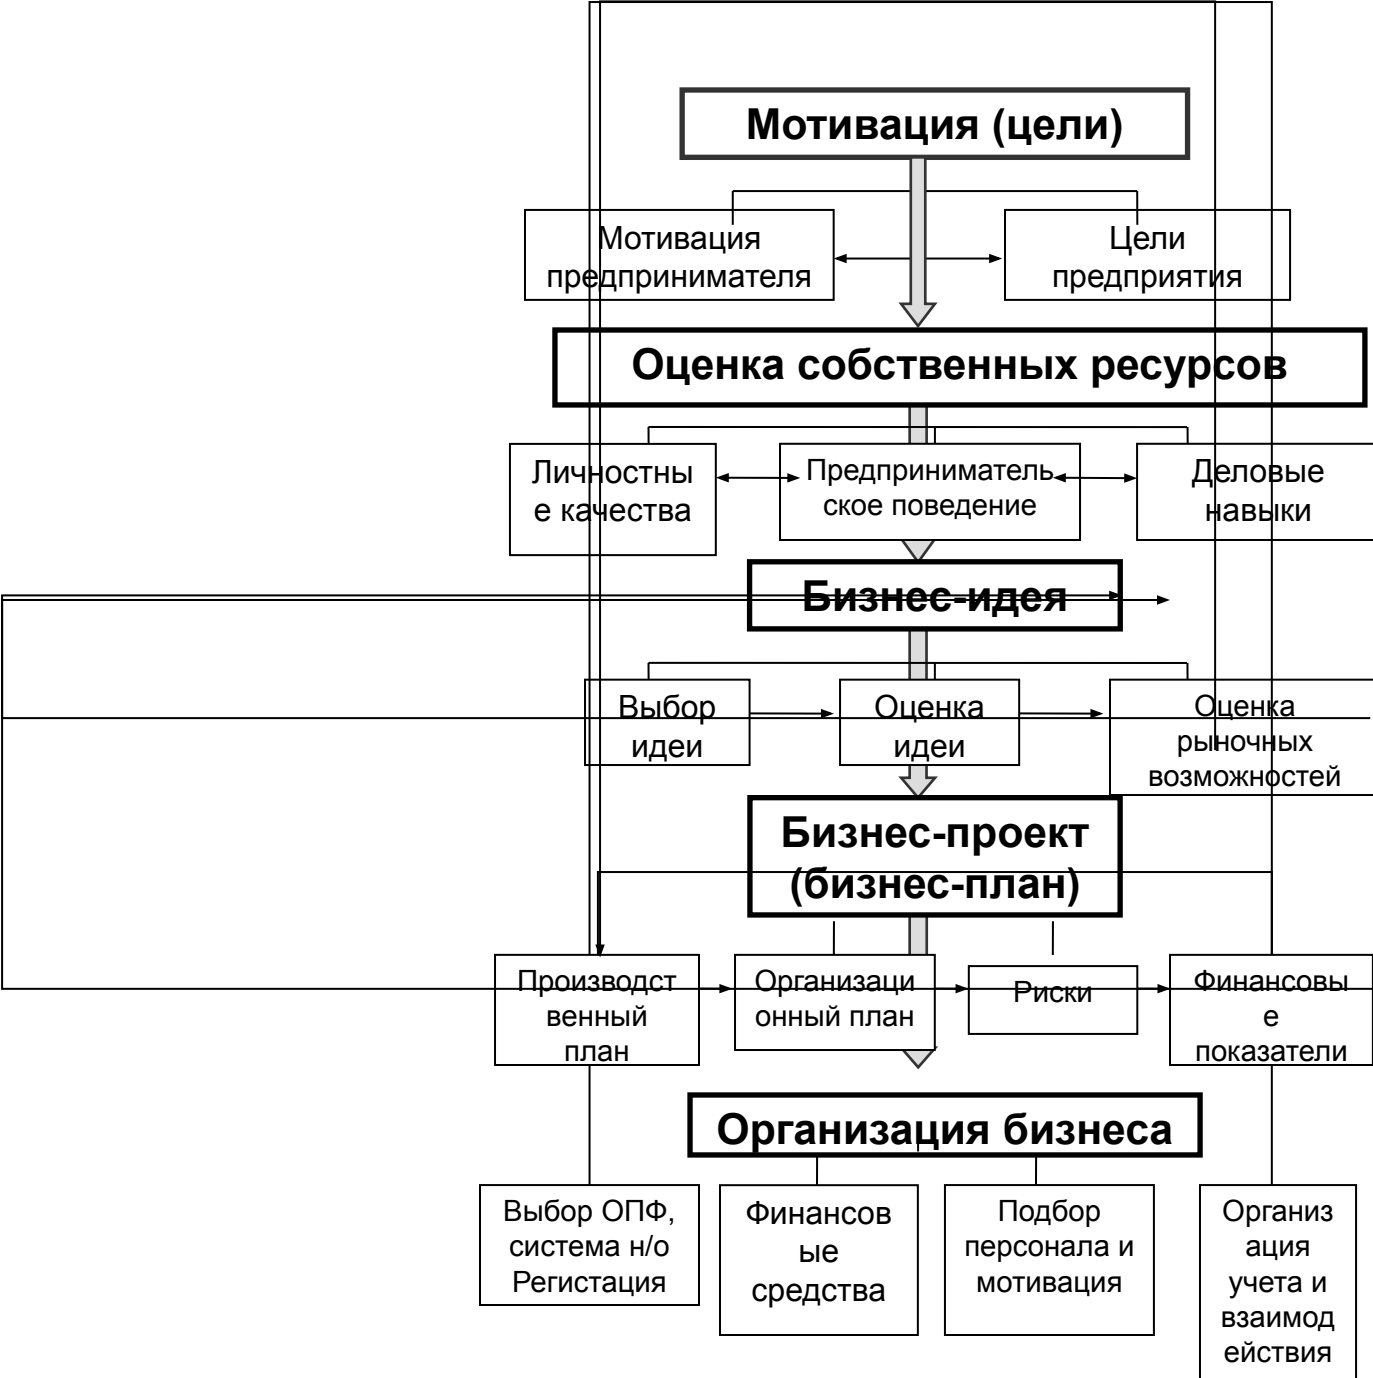 Мотивация (цели)
Мотивация
предпринимателя
Цели
предприятия
Оценка собственных ресурсов
Личностны
е качества
Предприниматель
ское поведение
Деловые
навыки
Бизнес-идея
Выбор
идеи
Оценка
идеи
Оценка
рыночных
возможностей
Бизнес-проект
(бизнес-план)
Производст
венный
план
Организаци
онный план
Риски
Финансовы
е
показатели
Организация бизнеса
Выбор ОПФ,
система н/о
Регистация
Финансов
ые
средства
Подбор
персонала и
мотивация
Организ
ация
учета и
взаимод
ействия